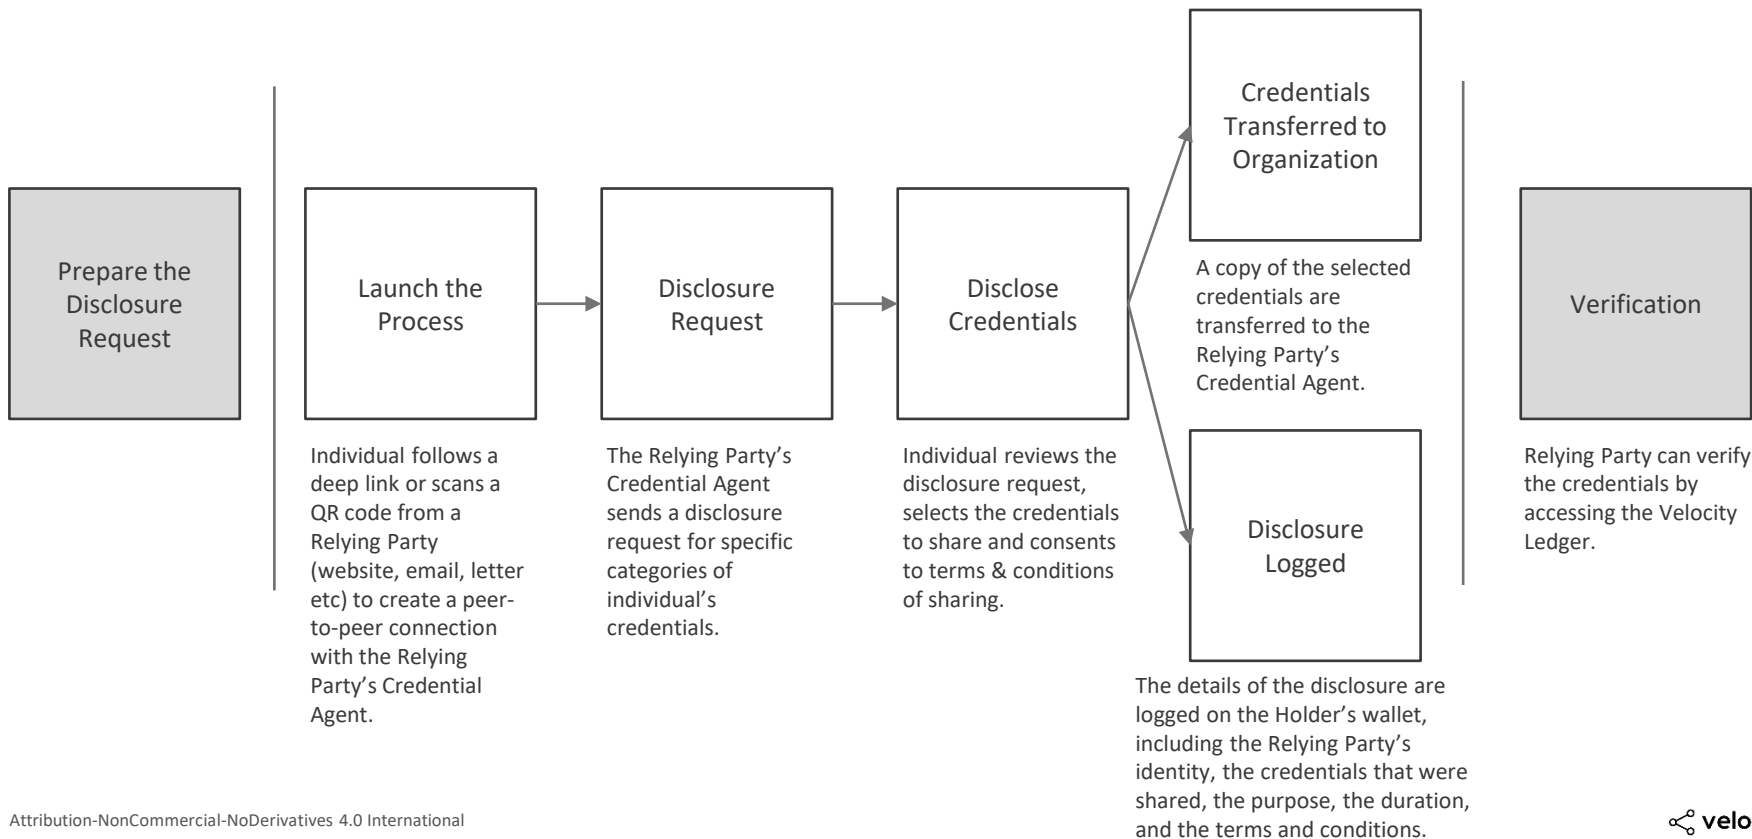 Prepare the
Disclosure
Request
Launch the
Process
Individual follows a
deep link or scans a
QR code from a
Relying Party
(website, email, letter
etc) to create a peer-
to-peer connection
with the Relying
Party’s Credential
Agent.
Disclosure
Request
The Relying Party’s
Credential Agent
sends a disclosure
request for specific
categories of
individual’s
credentials.
Disclose
Credentials
Individual reviews the
disclosure request,
selects the credentials
to share and consents
to terms & conditions
of sharing.
Credentials
Transferred to
Organization
A copy of the selected
credentials are
transferred to the
Relying Party’s
Credential Agent.
Disclosure
Logged
The details of the disclosure are
logged on the Holder’s wallet,
including the Relying Party’s
identity, the credentials that were
shared, the purpose, the duration,
and the terms and conditions.
Verification
Relying Party can verify
the credentials by
accessing the Velocity
Ledger.
Attribution-NonCommercial-NoDerivatives 4.0 International
velo